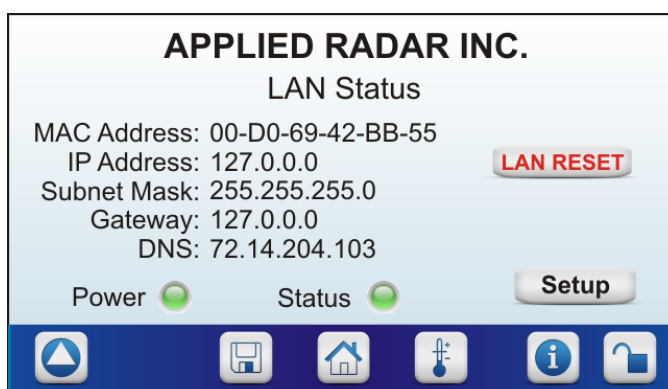 APPLIED RADAR INC.
LAN Status
MAC Address: 00-D0-69-42-BB-55
IP Address: 127.0.0.0
LAN RESET
Subnet Mask: 255.255.255.0
Gateway: 127.0.0.0
DNS: 72.14.204.103
Power
Status
Setup